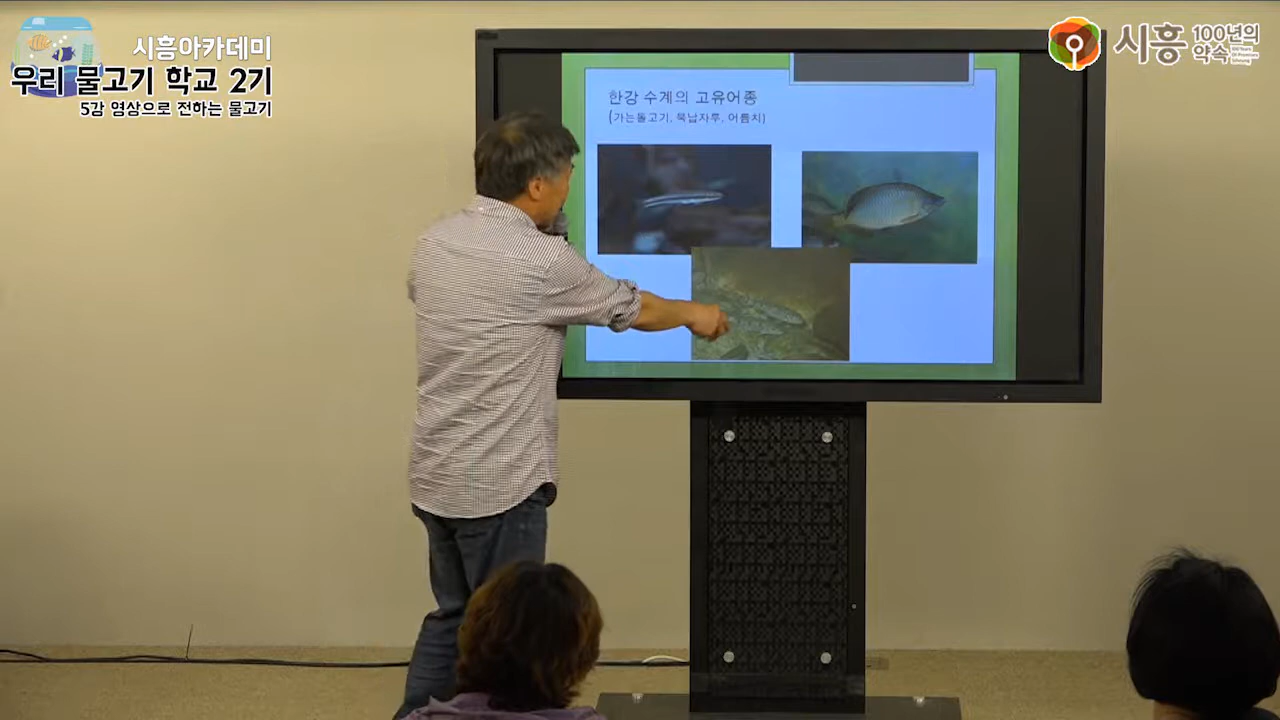 시흥아카데미
우리 물고기 학교 2기
5강 영상으로 전하는 물고기
시흥 100년의
약속
한강 수계의 고유어종
(가는돌고기, 묵납자루, 어름치)